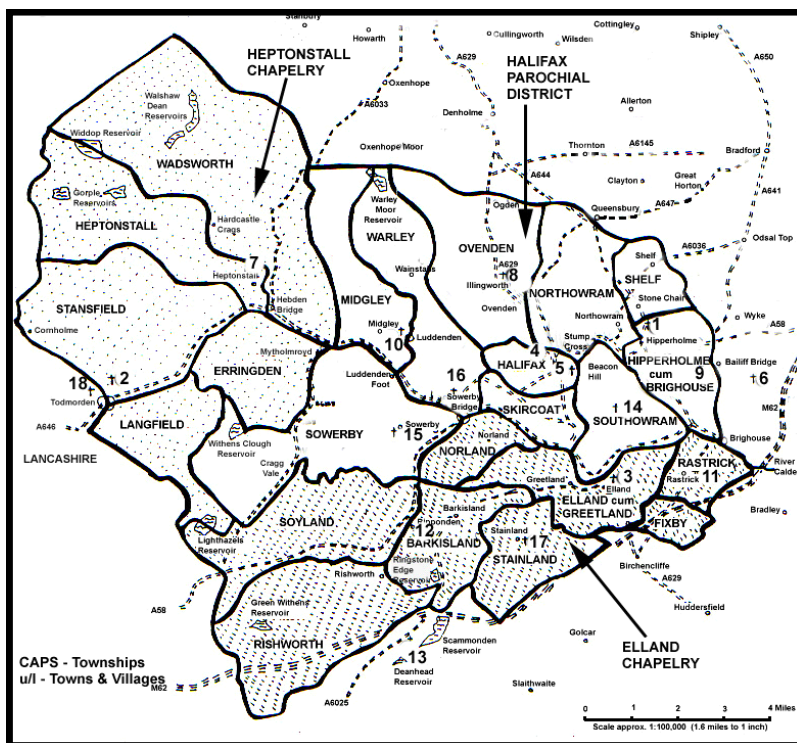 Stanbury
Haworth
Cullingworth
Wilsden
Cottingley
Shipley
A629
A650
HEPTONSTALL
CHAPELRY
HALIFAX
PAROCHIAL
DISTRICT
Oxenhope
A6033
Denholme
Allerton
Walshaw
Dean
Reservoirs
Widdop Reservoir
WADSWORTH
Oxenhope Moor
Thornton
A6145
Bradford
A644
Clayton
Great
Horton
A641
Gorple
Reservoirs
Warley
Moor
Reservoir
Ogden
Queensbury
A647
HEPTONSTALL
Hardcastle
Crags
WARLEY
OVENDEN
Shelf
A6036
Odsal Top
7
Heptonstall
Wainstalls
A629
8
Illingworth
SHELF
STANSFIELD
Hebden
Bridge
MIDGLEY
Ovenden
NORTHOWRAM
Stone Chair
Cornholme
Midgley
10
Luddenden
Northowram
1
Wyke
A58
Mytholmroyd
Stump
Cross
Hipperholme
ERRINGDEN
4
HALIFAX
5
Beacon
Hill
HIPPERHOLME
cum
BRIGHOUSE
9
Bailiff Bridge
6
18
2
Todmorden
Luddenden
Foot
16
Sowerby
Bridge
SKIRCOAT
14
SOUTHOWRAM
M62
A646
LANGFIELD
Withens Clough
Reservoir
SOWERBY
Sowerby
15
Norland
NORLAND
Brighouse
LANCASHIRE
Cragg
Vale
Greetland
3
Elland
RASTRICK
Rastrick
11
River
Calder
SOYLAND
Barkisland
ELLAND cum
GREETLAND
Lighthazels
Reservoir
Ripponden
12
BARKISLAND
Stainland
17
STAINLAND
FIXBY
Bradley
Rishworth
Ringstone
Edge
Reservoir
Birchencliffe
A629
A58
Green Withens
Reservoir
Huddersfield
RISHWORTH
Scammonden
Reservoir
Golcar
ELLAND
CHAPELRY
CAPS - Townships
u/l - Towns & Villages
13
Deanhead
Reservoir
M62
A6025
Slaithwaite
0 1 2 3 4 Miles
Scale approx. 1:100,000 (1.6 miles to 1 inch)